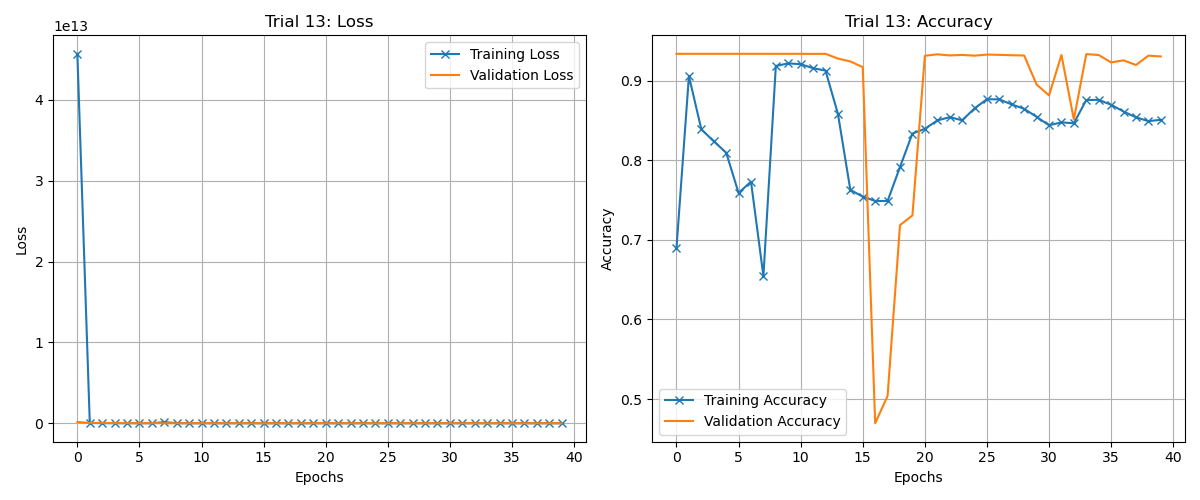 Trial 13: Loss
1e13
Training Loss
Validation Loss
4
3
2
1
0
Loss
0 5 10 15 20 25 30 35 40
Epochs
Trial 13: Accuracy
0.9
0.8
0.7
0.6
0.5
Accuracy
Training Accuracy
Validation Accuracy
0 5 10 15 20 25 30 35 40
Epochs